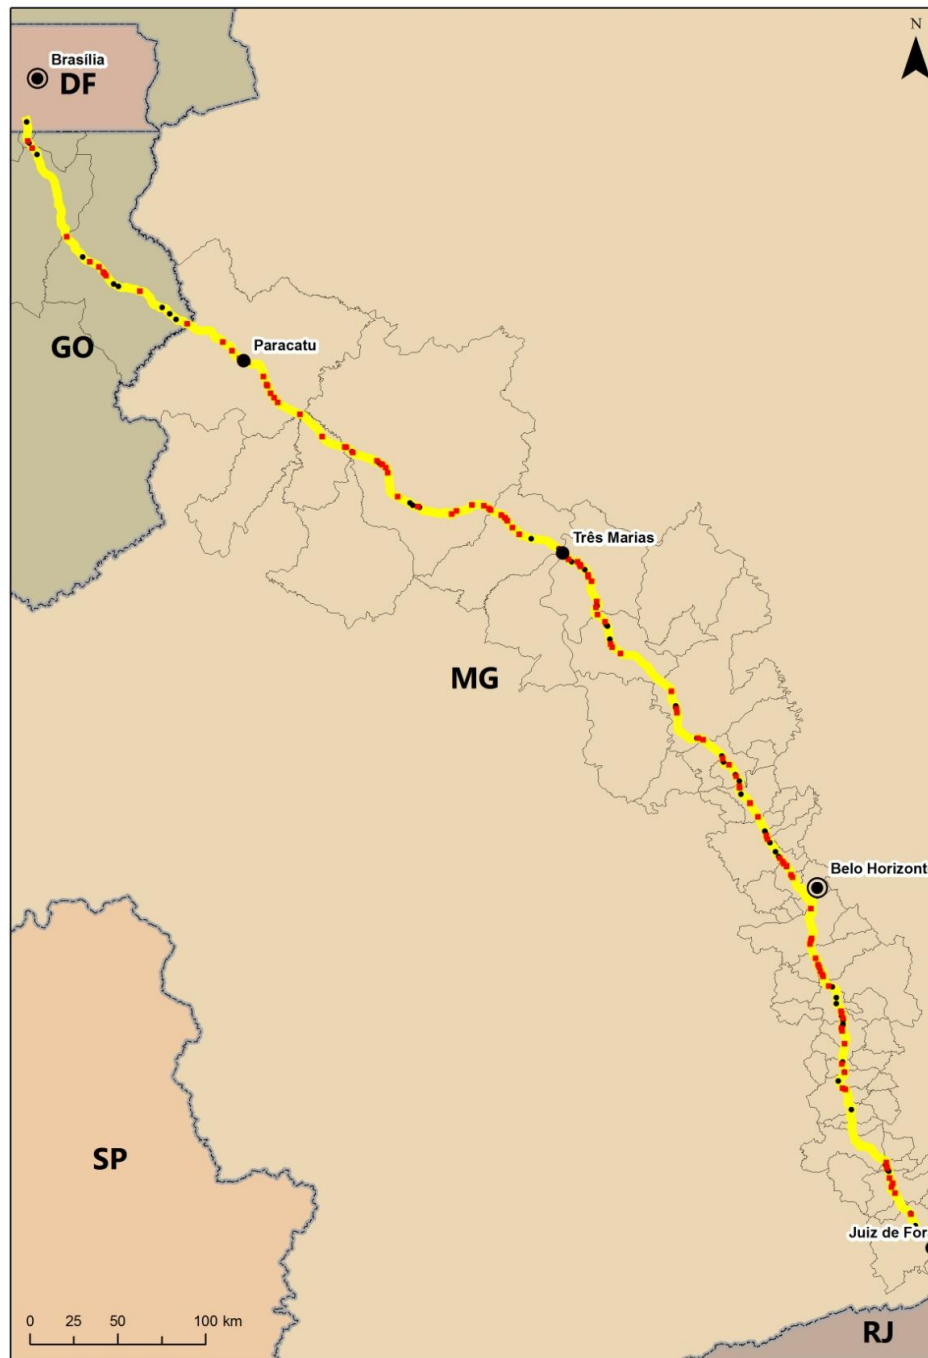 N
Brasília
DF
GO
Paracatu
Três Marias
MG
Belo Horizont
SP
Juiz de For
0 25 50 100 km
RJ